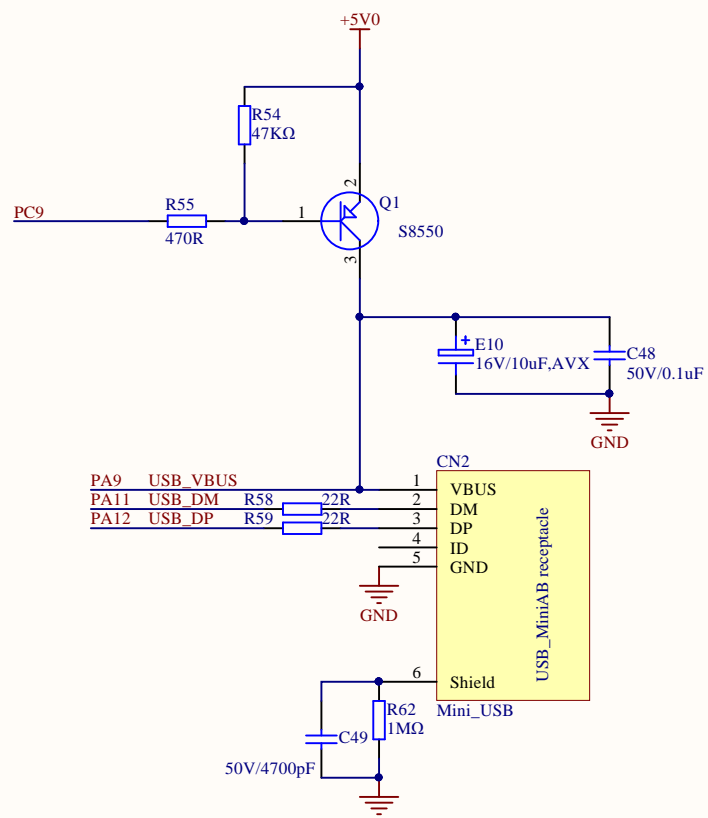 +5V0
R54
47KΩ
2
Q1
PC9
R55
1
470R
S8550
3
E10
16V/10uF,AVX
C48
50V/0.1uF
GND
CN2
PA9 USB_VBUS
1
VBUS
PA11 USB_DM R58 22R
2
DM
PA12 USB_DP R59 22R
3
DP
4
ID
5
GND
GND
USB_MiniAB receptacle
6
Shield
Mini_USB
R62
1MΩ
C49
50V/4700pF